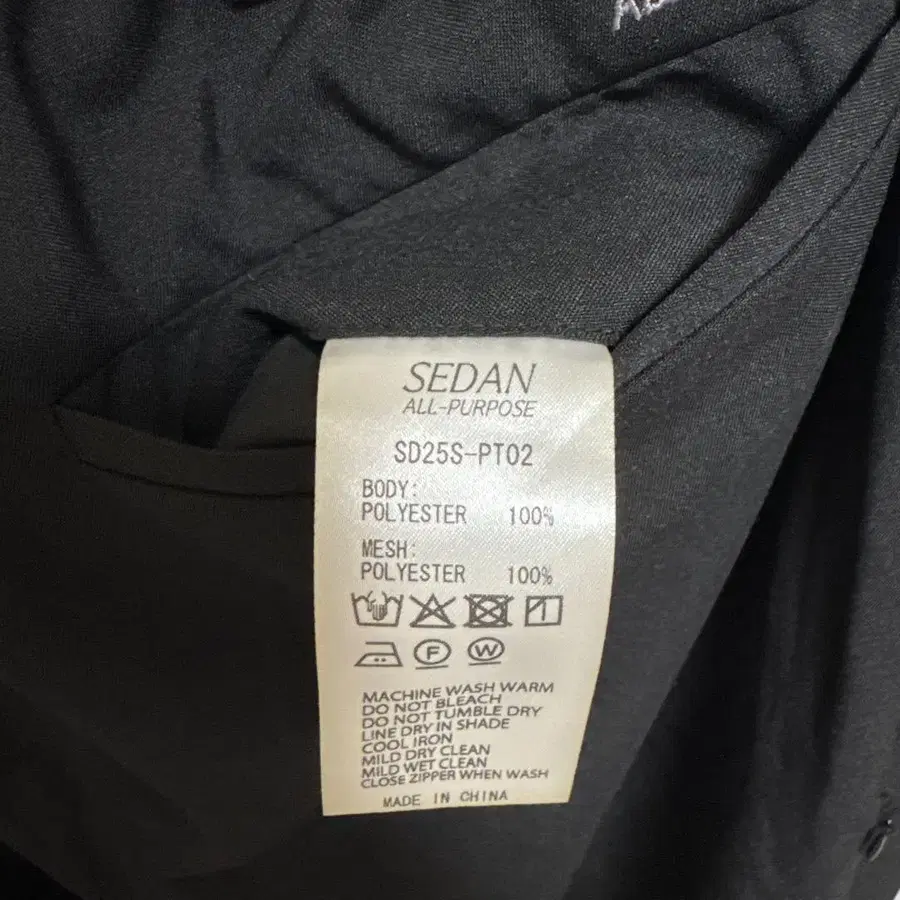 SEDAN
ALL-PURPOSE
SD25S-PT02
BODY:
POLYESTER 100%
MESH:
POLYESTER 100%
F W
MACHINE WASH WARM
DO NOT BLEACH
DO NOT TUMBLE DRY
LINE DRY IN SHADE
COOL IRON
MILD DRY CLEAN
MILD WET CLEAN
CLOSE ZIPPER WHEN WASH
MADE IN CHINA